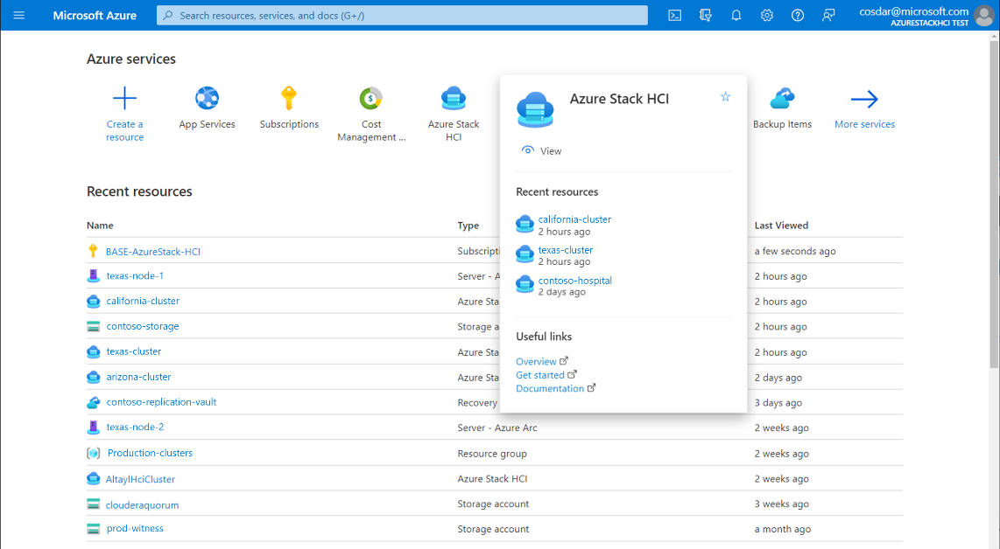 Microsoft Azure
Search resources, services, and docs (G+/)
cosdar@microsoft.com
AZURESTACKHCI TEST
Azure services
Create a
resource
App Services
Subscriptions
Cost
Management ...
Azure Stack
HCI
Backup Items
More services
Azure Stack HCI
View
Recent resources
california-cluster
2 hours ago
texas-cluster
2 hours ago
contoso-hospital
2 days ago
Useful links
Overview
Get started
Documentation
Recent resources
Name Type Last Viewed
BASE-AzureStack-HCI Subscripti a few seconds ago
texas-node-1 Server - A 2 hours ago
california-cluster Azure Sta 2 hours ago
contoso-storage Storage a 2 hours ago
texas-cluster Azure Sta 2 hours ago
arizona-cluster Azure Sta 2 days ago
contoso-replication-vault Recovery 3 days ago
texas-node-2 Server - Azure Arc 2 weeks ago
Production-clusters Resource group 2 weeks ago
AltaylHciCluster Azure Stack HCI 2 weeks ago
clouderaquorum Storage account 3 weeks ago
prod-witness Storage account a month ago